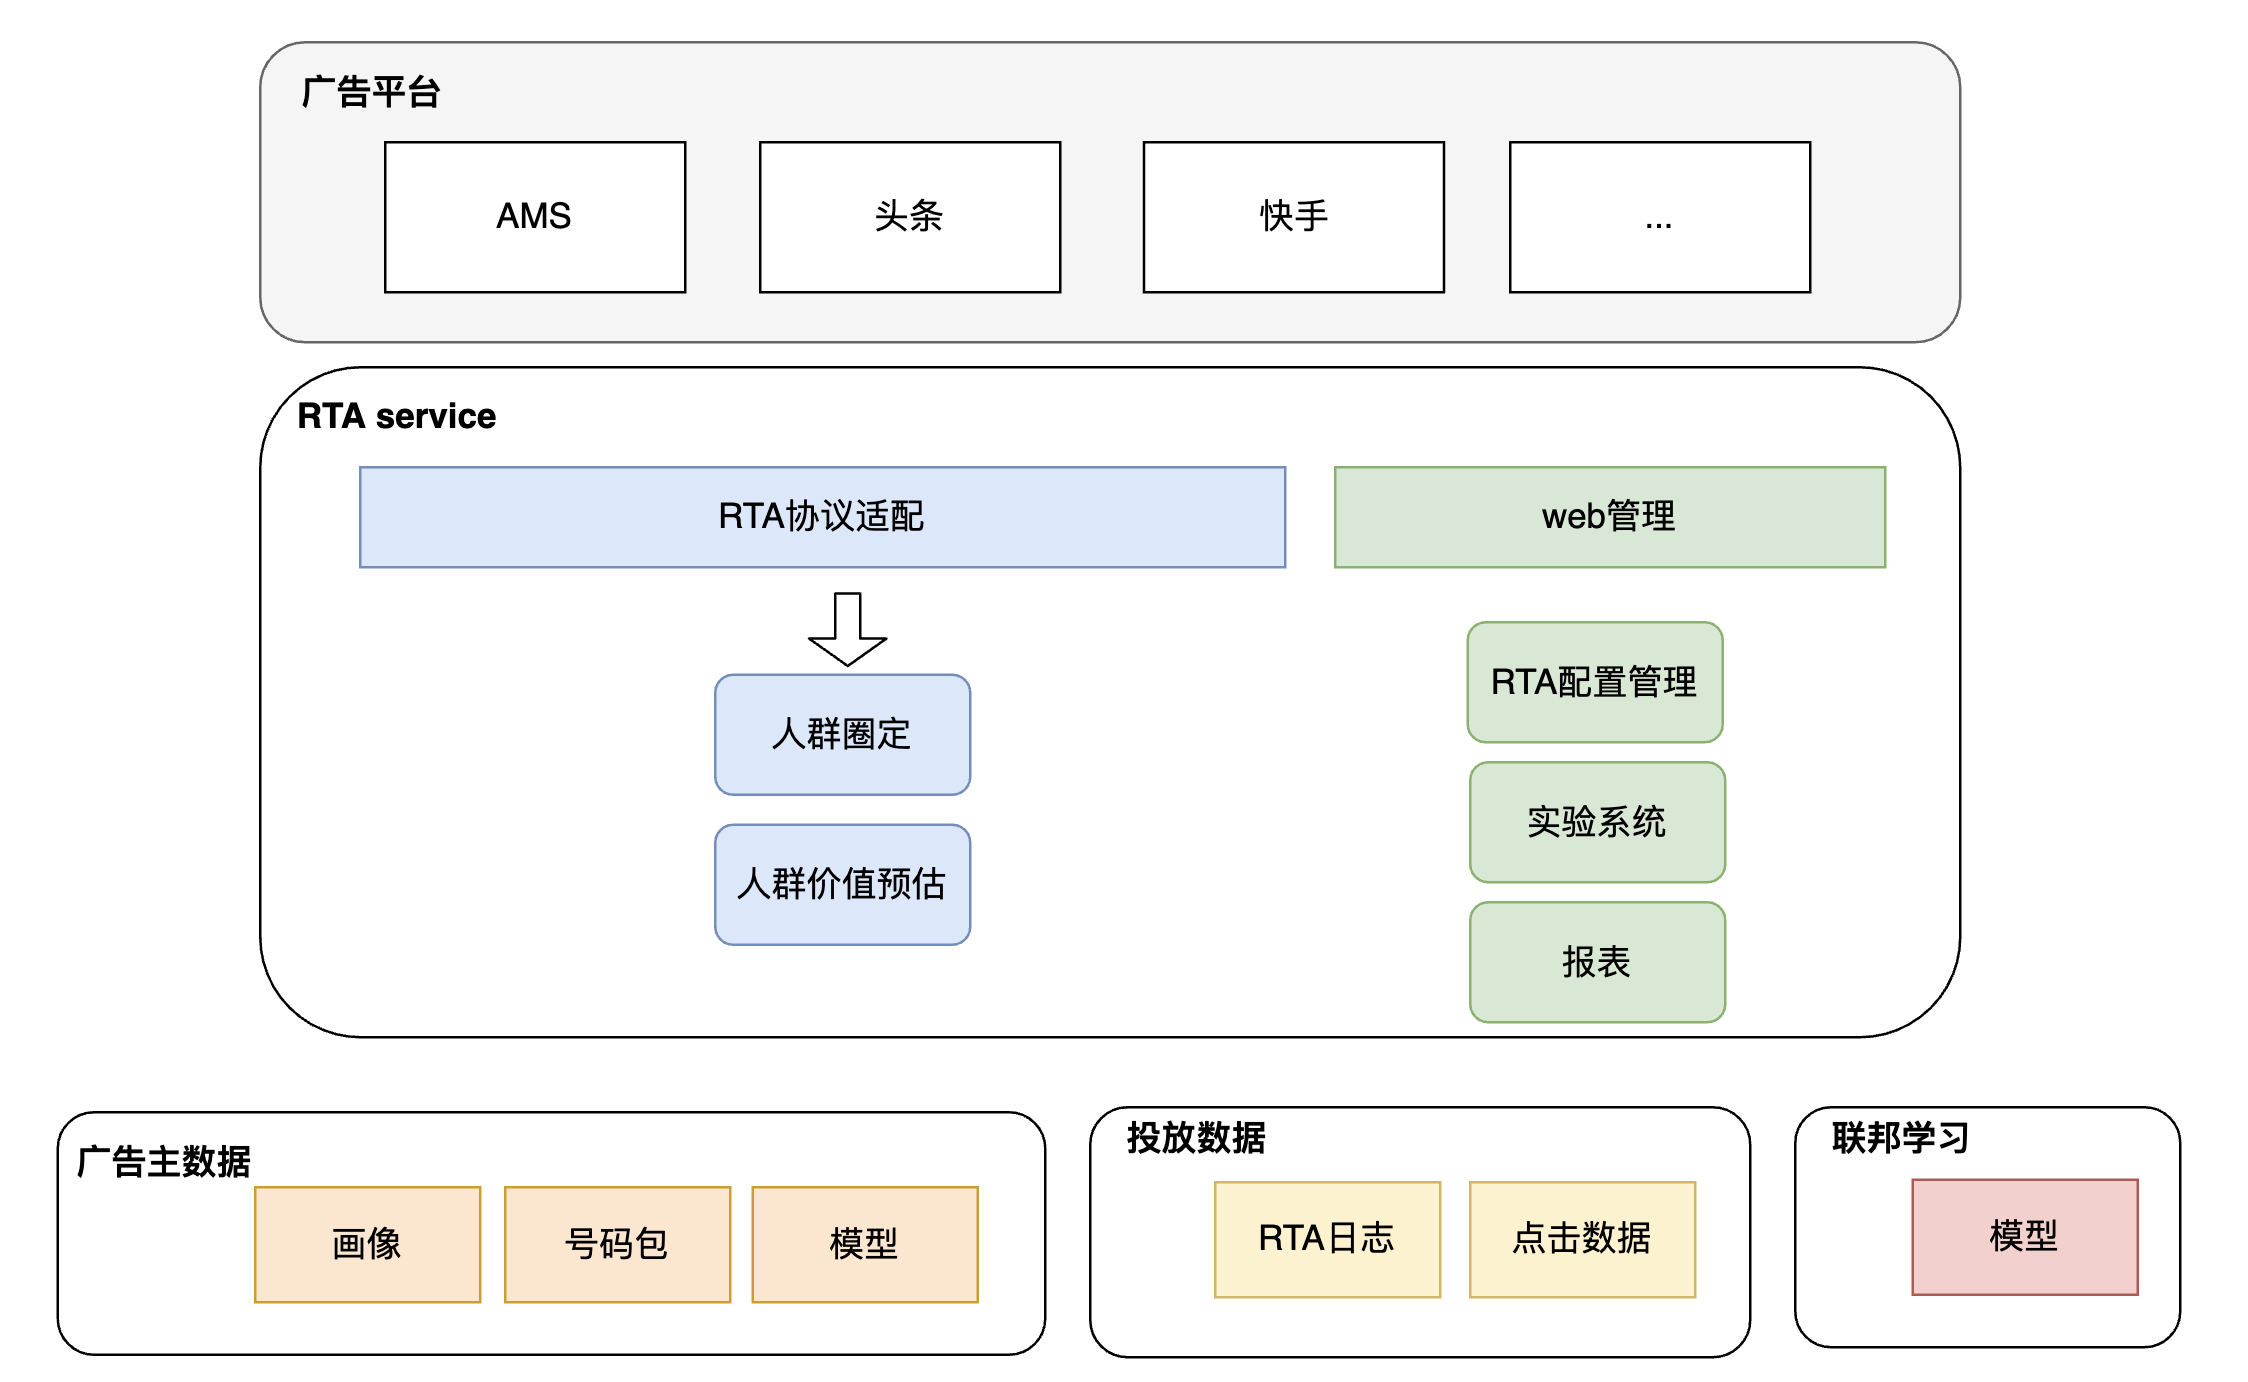 广告平台
AMS
头条
快手
...
RTA service
RTA协议适配
web管理
人群圈定
人群价值预估
RTA配置管理
实验系统
报表
广告主数据
画像
号码包
模型
投放数据
RTA日志
点击数据
联邦学习
模型